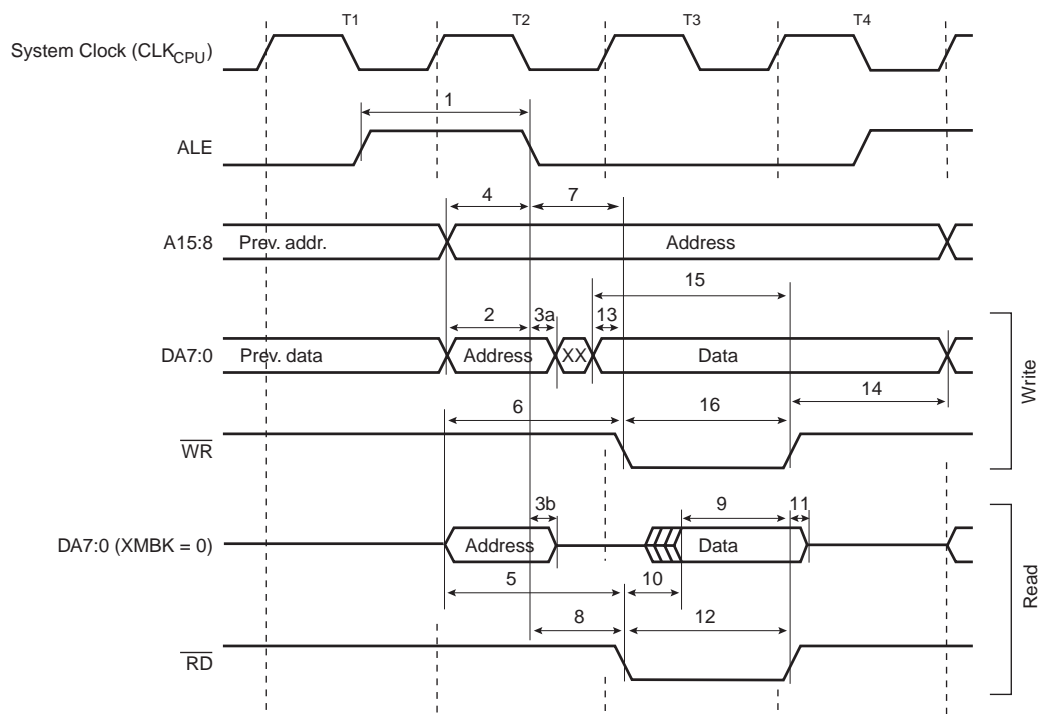 T1 T2 T3 T4
System Clock (CLKCPU)
1
ALE
4 7
A15:8 Prev. addr. Address
15
2 3a 13
DA7:0 Prev. data Address XX Data
14
6 16
WR
Write
3b 9 11
DA7:0 (XMBK = 0) Address Data
5 10
8 12
RD
Read